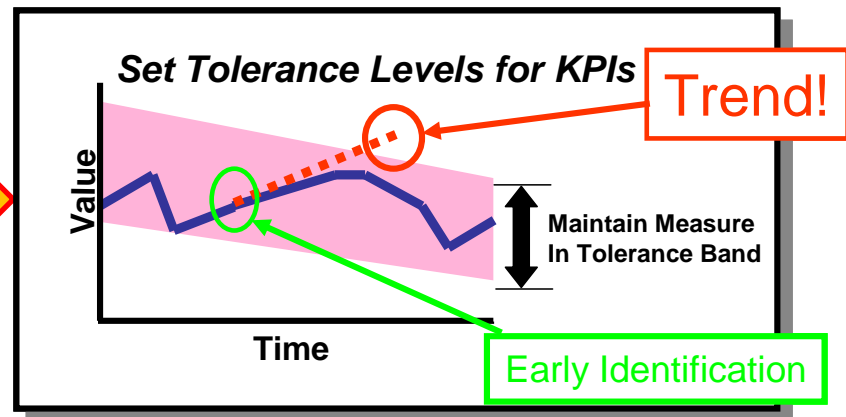 Set Tolerance Levels for KPIs
Trend!
Value
Maintain Measure
In Tolerance Band
Time
Early Identification